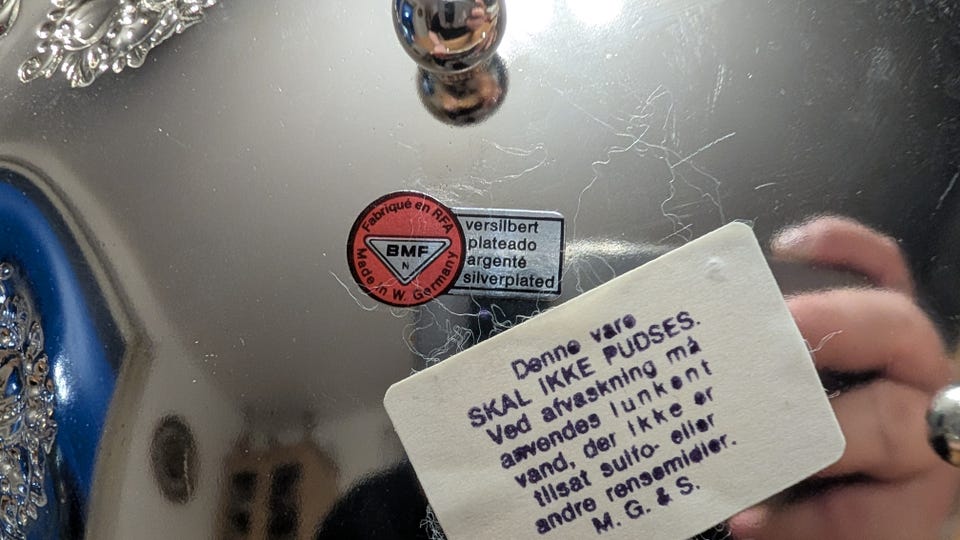 Fabriqué en RFA
BMF
N
Made in W. Germany
versilbert
plateado
argenté
silverplated
Denne vare
SKAL IKKE PUDSES.
Ved afvaskning må
anvendes lunkent
vand, der ikke er
tilsat sulfo- eller
andre rensemidler.
M. G. & S.